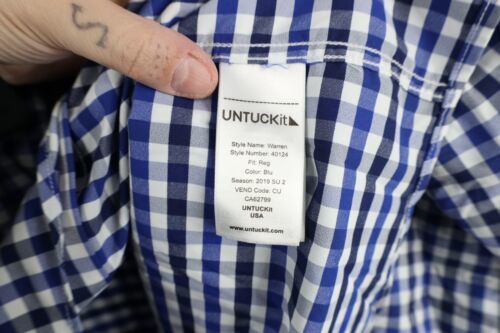 S
UNTUCKit
Style Name: Warren
Style Number: 40124
Fit: Reg
Color: Blu
Season: 2019 SU 2
VEND Code: CU
CA62799
UNTUCKit
USA
www.untuckit.com